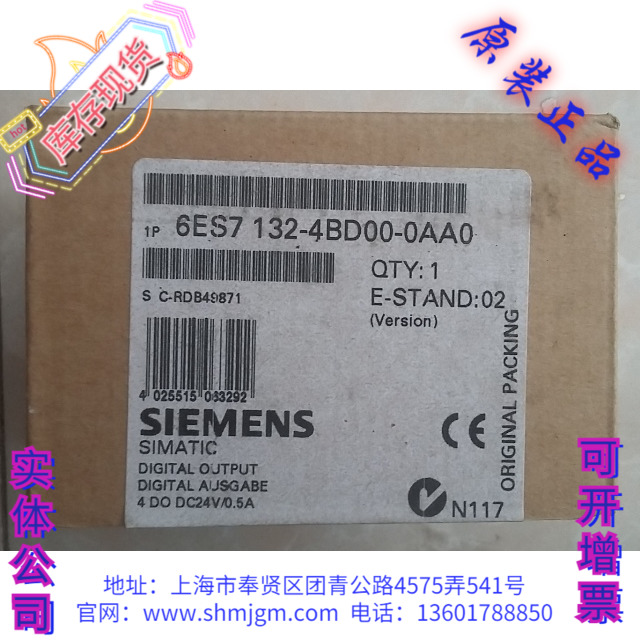 库存现货
hot
原装正品
1P 6ES7 132-4BD00-0AA0
QTY: 1
S C-RDB49871
E-STAND:02
(Version)
4 025515 063292
SIEMENS
SIMATIC
DIGITAL OUTPUT
DIGITAL AUSGABE
4 DO DC24V/0.5A
CE
N117
ORIGINAL PACKING
实体公司
可开增票
地址：上海市奉贤区团青公路4575弄541号
官网：www.shmjgm.com 电话：13601788850